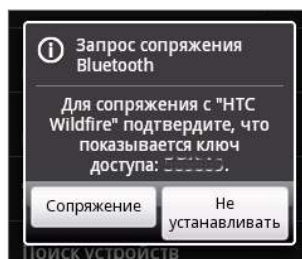 Запрос сопряжения
Bluetooth
Для сопряжения с "HTC
Wildfire" подтвердите, что
показывается ключ
доступа:
Сопряжение
Не
устанавливать
Поиск устройств